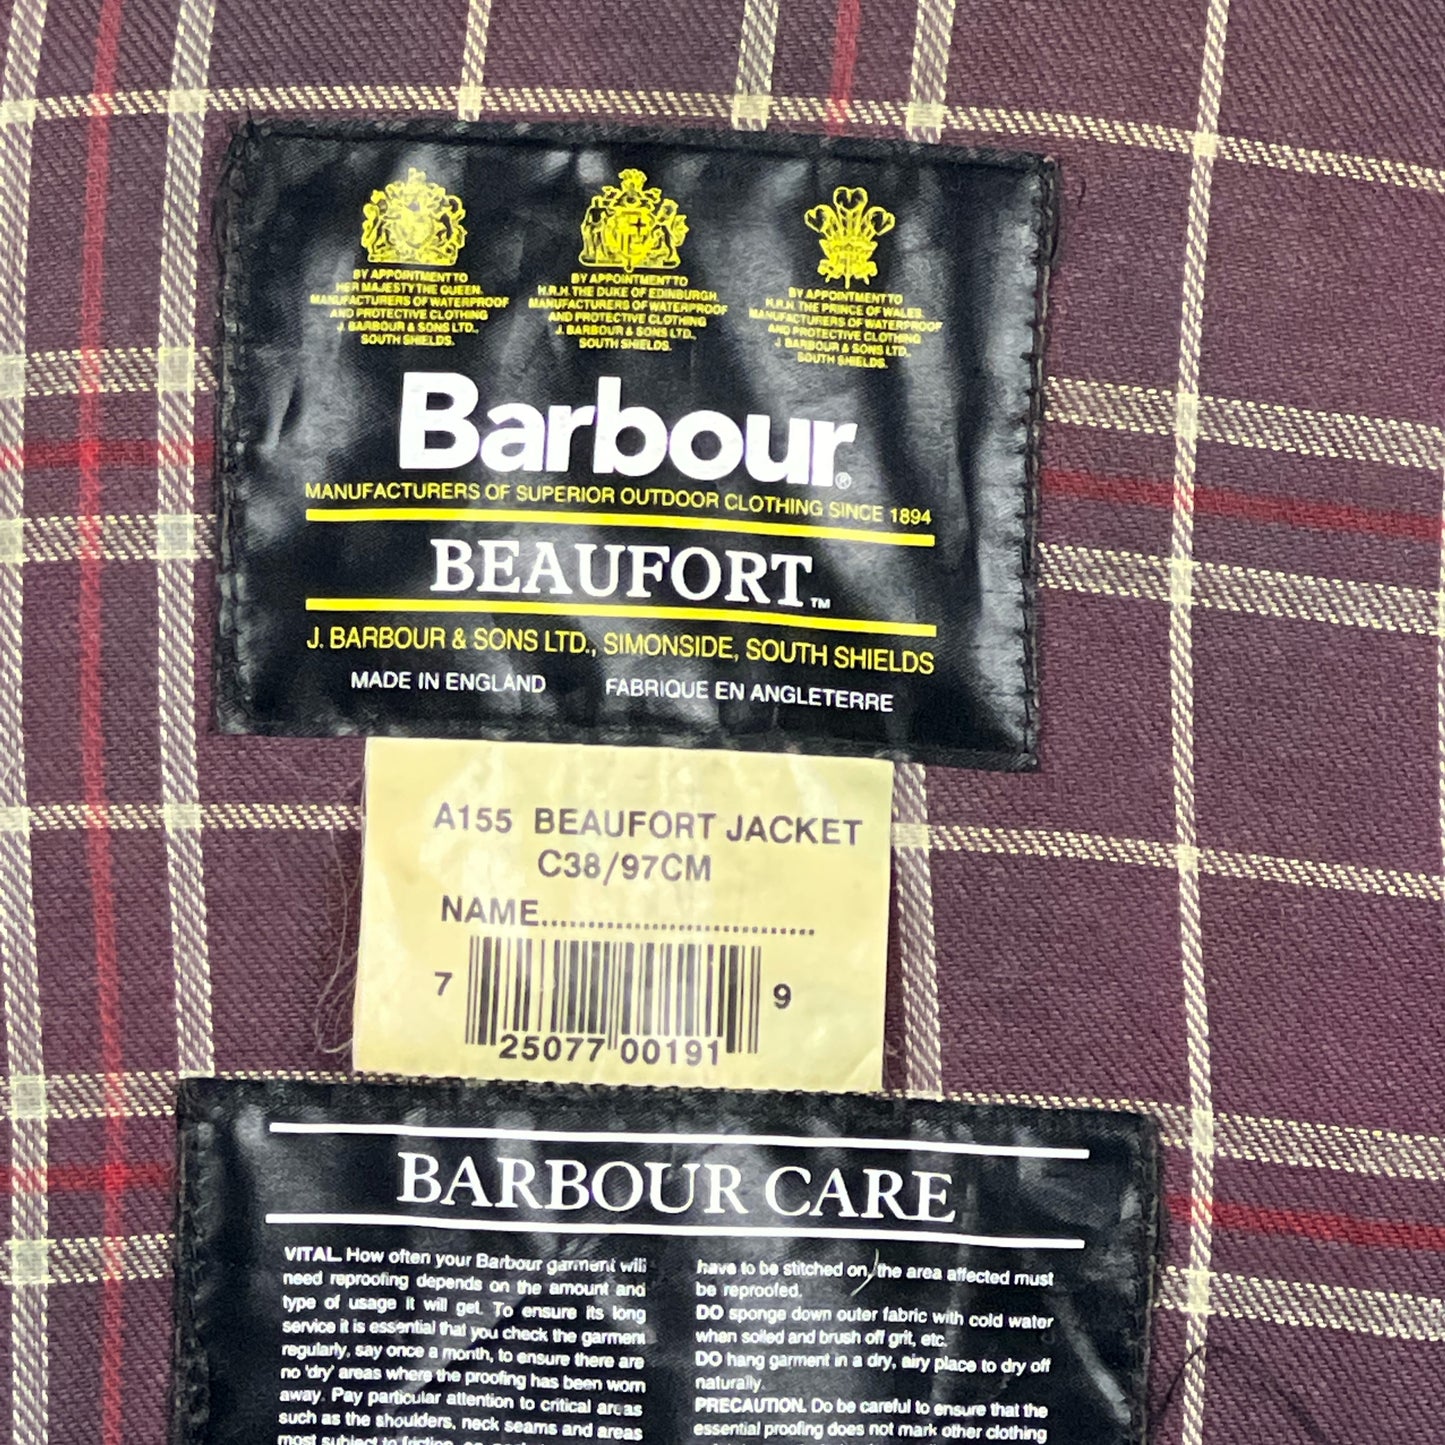 BY APPOINTMENT TO
HER MAJESTY THE QUEEN.
MANUFACTURERS OF WATERPROOF
AND PROTECTIVE CLOTHING
J. BARBOUR & SONS LTD.,
SOUTH SHIELDS.
BY APPOINTMENT TO
H.R.H. THE DUKE OF EDINBURGH.
MANUFACTURERS OF WATERPROOF
AND PROTECTIVE CLOTHING
J. BARBOUR & SONS LTD.,
SOUTH SHIELDS.
BY APPOINTMENT TO
H.R.H. THE PRINCE OF WALES.
MANUFACTURERS OF WATERPROOF
AND PROTECTIVE CLOTHING
J. BARBOUR & SONS LTD.,
SOUTH SHIELDS.
Barbour®
MANUFACTURERS OF SUPERIOR OUTDOOR CLOTHING SINCE 1894
BEAUFORT™
J. BARBOUR & SONS LTD., SIMONSIDE, SOUTH SHIELDS
MADE IN ENGLAND FABRIQUE EN ANGLETERRE
A155 BEAUFORT JACKET
C38/97CM
NAME..............................
7 25077 00191 9
BARBOUR CARE
VITAL. How often your Barbour garment will
need reproofing depends on the amount and
type of usage it will get. To ensure its long
service it is essential that you check the garment
regularly, say once a month, to ensure there are
no 'dry' areas where the proofing has been worn
away. Pay particular attention to critical areas
such as the shoulders, neck seams and areas
most subject to friction,
have to be stitched on, the area affected must
be reproofed.
DO sponge down outer fabric with cold water
when soiled and brush off grit, etc.
DO hang garment in a dry, airy place to dry off
naturally.
PRECAUTION. Do be careful to ensure that the
essential proofing does not mark other clothing